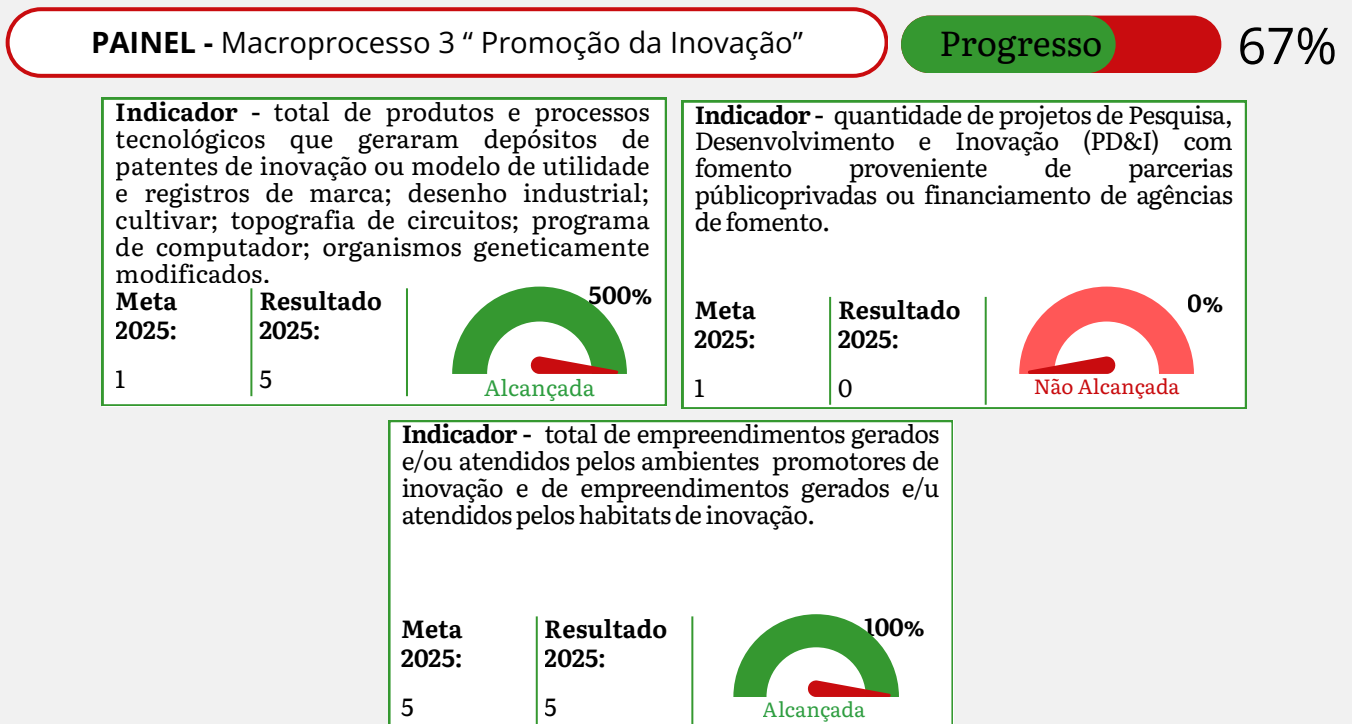 PAINEL - Macroprocesso 3 “ Promoção da Inovação”
Progresso
67%
Indicador - total de produtos e processos
tecnológicos que geraram depósitos de
patentes de inovação ou modelo de utilidade
e registros de marca; desenho industrial;
cultivar; topografia de circuitos; programa
de computador; organismos geneticamente
modificados.
Meta
2025:
1
Resultado
2025:
5
500%
Alcançada
Indicador - quantidade de projetos de Pesquisa,
Desenvolvimento e Inovação (PD&I) com
fomento proveniente de parcerias
públicoprivadas ou financiamento de agências
de fomento.
Meta
2025:
1
Resultado
2025:
0
0%
Não Alcançada
Indicador - total de empreendimentos gerados
e/ou atendidos pelos ambientes promotores de
inovação e de empreendimentos gerados e/u
atendidos pelos habitats de inovação.
Meta
2025:
5
Resultado
2025:
5
100%
Alcançada